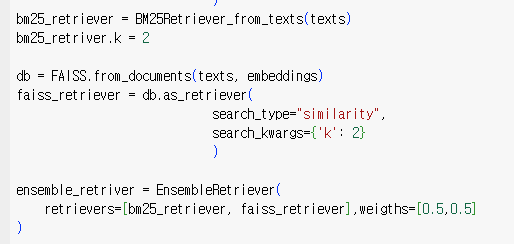 )
bm25_retriever = BM25Retriever_from_texts(texts)
bm25_retriver.k = 2
db = FAISS.from_documents(texts, embeddings)
faiss_retriever = db.as_retriever(
search_type="similarity",
search_kwargs={'k': 2}
)
ensemble_retriver = EnsembleRetriever(
retrievers=[bm25_retriever, faiss_retriever],weigths=[0.5,0.5]
)